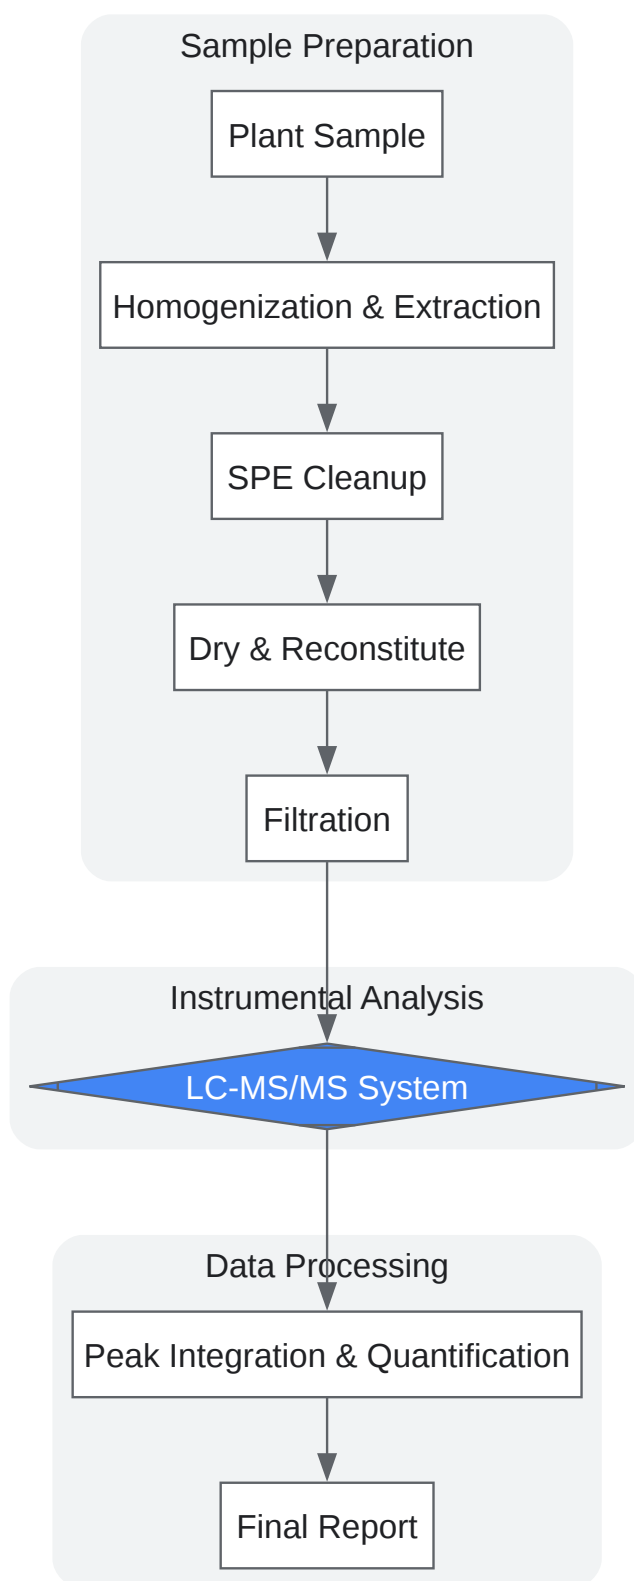 Sample Preparation
Plant Sample
Homogenization & Extraction
SPE Cleanup
Dry & Reconstitute
Filtration
Instrumental Analysis
LC-MS/MS System
Data Processing
Peak Integration & Quantification
Final Report